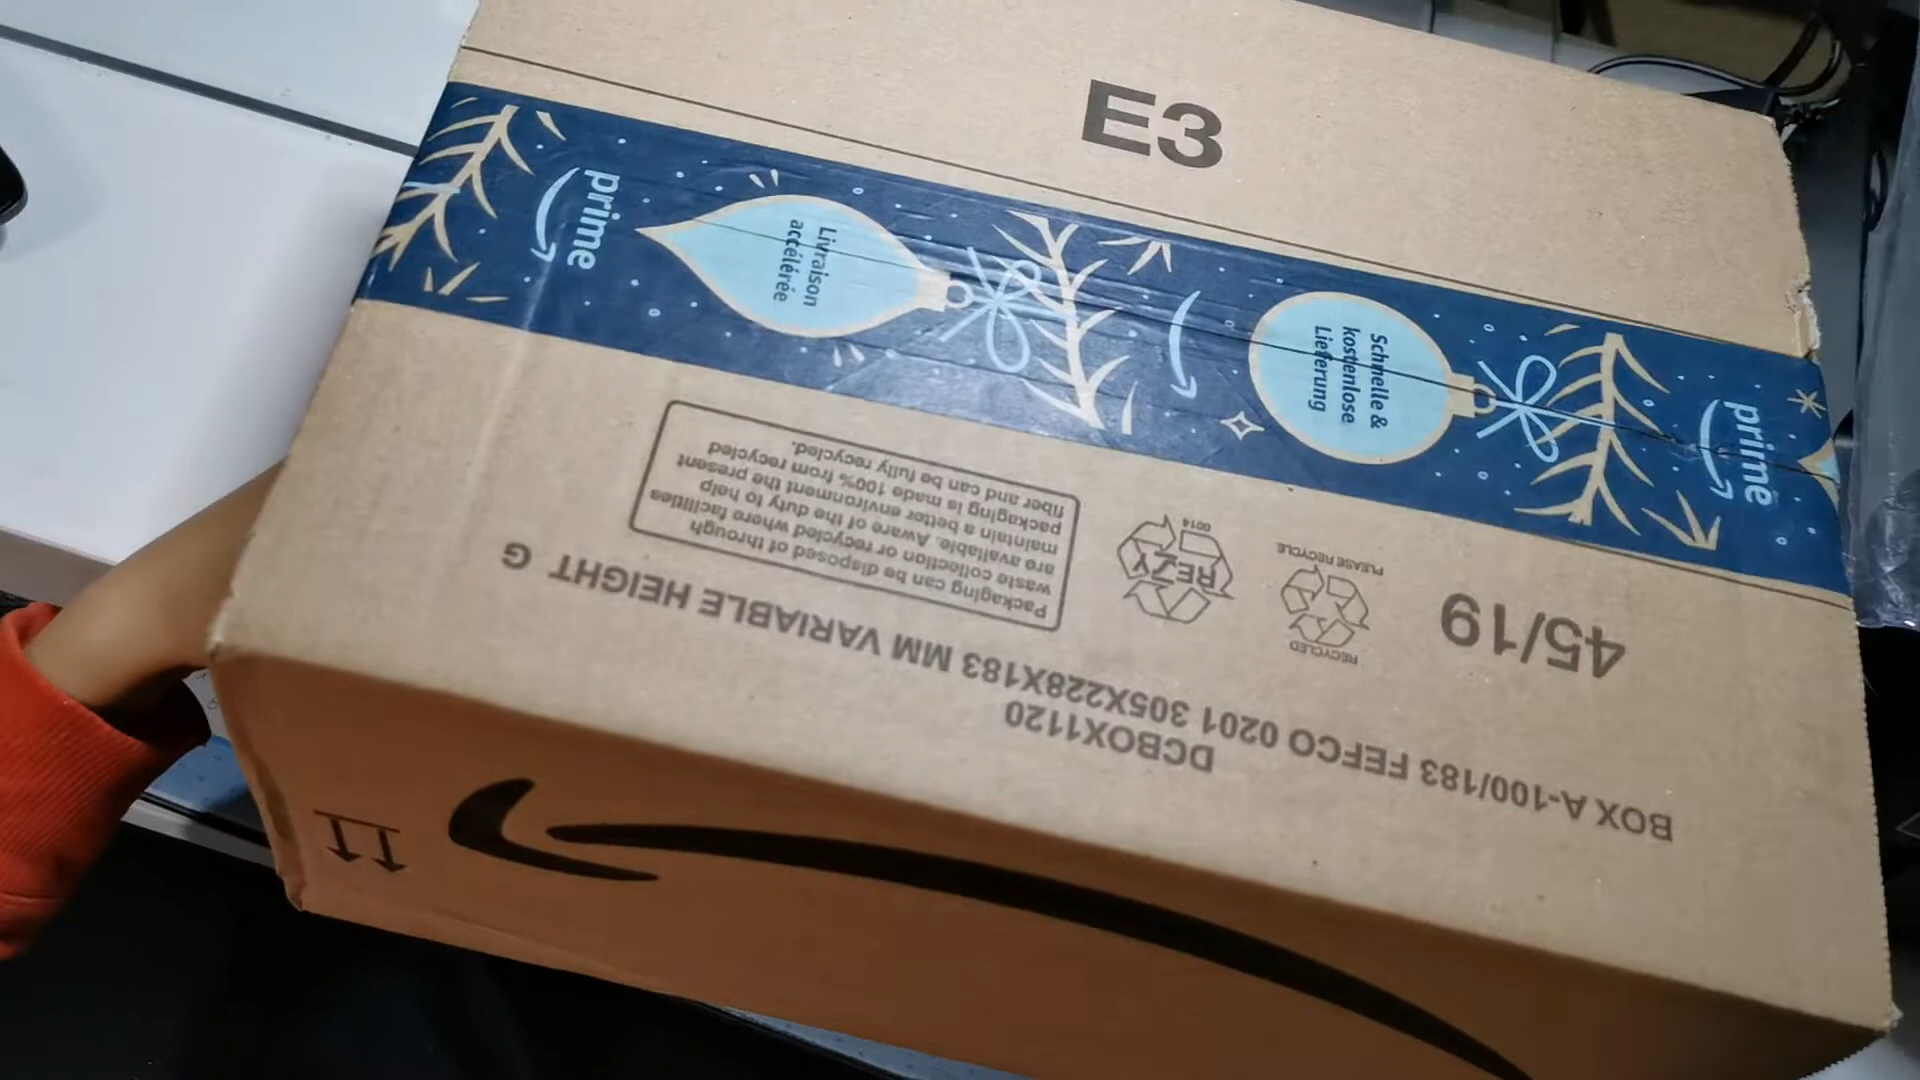 E3
prime
Livraison
accélérée
Schnelle &
kostenlose
Lieferung
prime
BOX A-100/183 FEFCO 0201 305X228X183 MM VARIABLE HEIGHT G
DCBOX1120
45/19
RECYCLED
PLEASE RECYCLE
RESY
0014
Packaging can be disposed of through
waste collection or recycled where facilities
are available. Aware of the duty to help
maintain a better environment the present
packaging is made 100% from recycled
fiber and can be fully recycled.